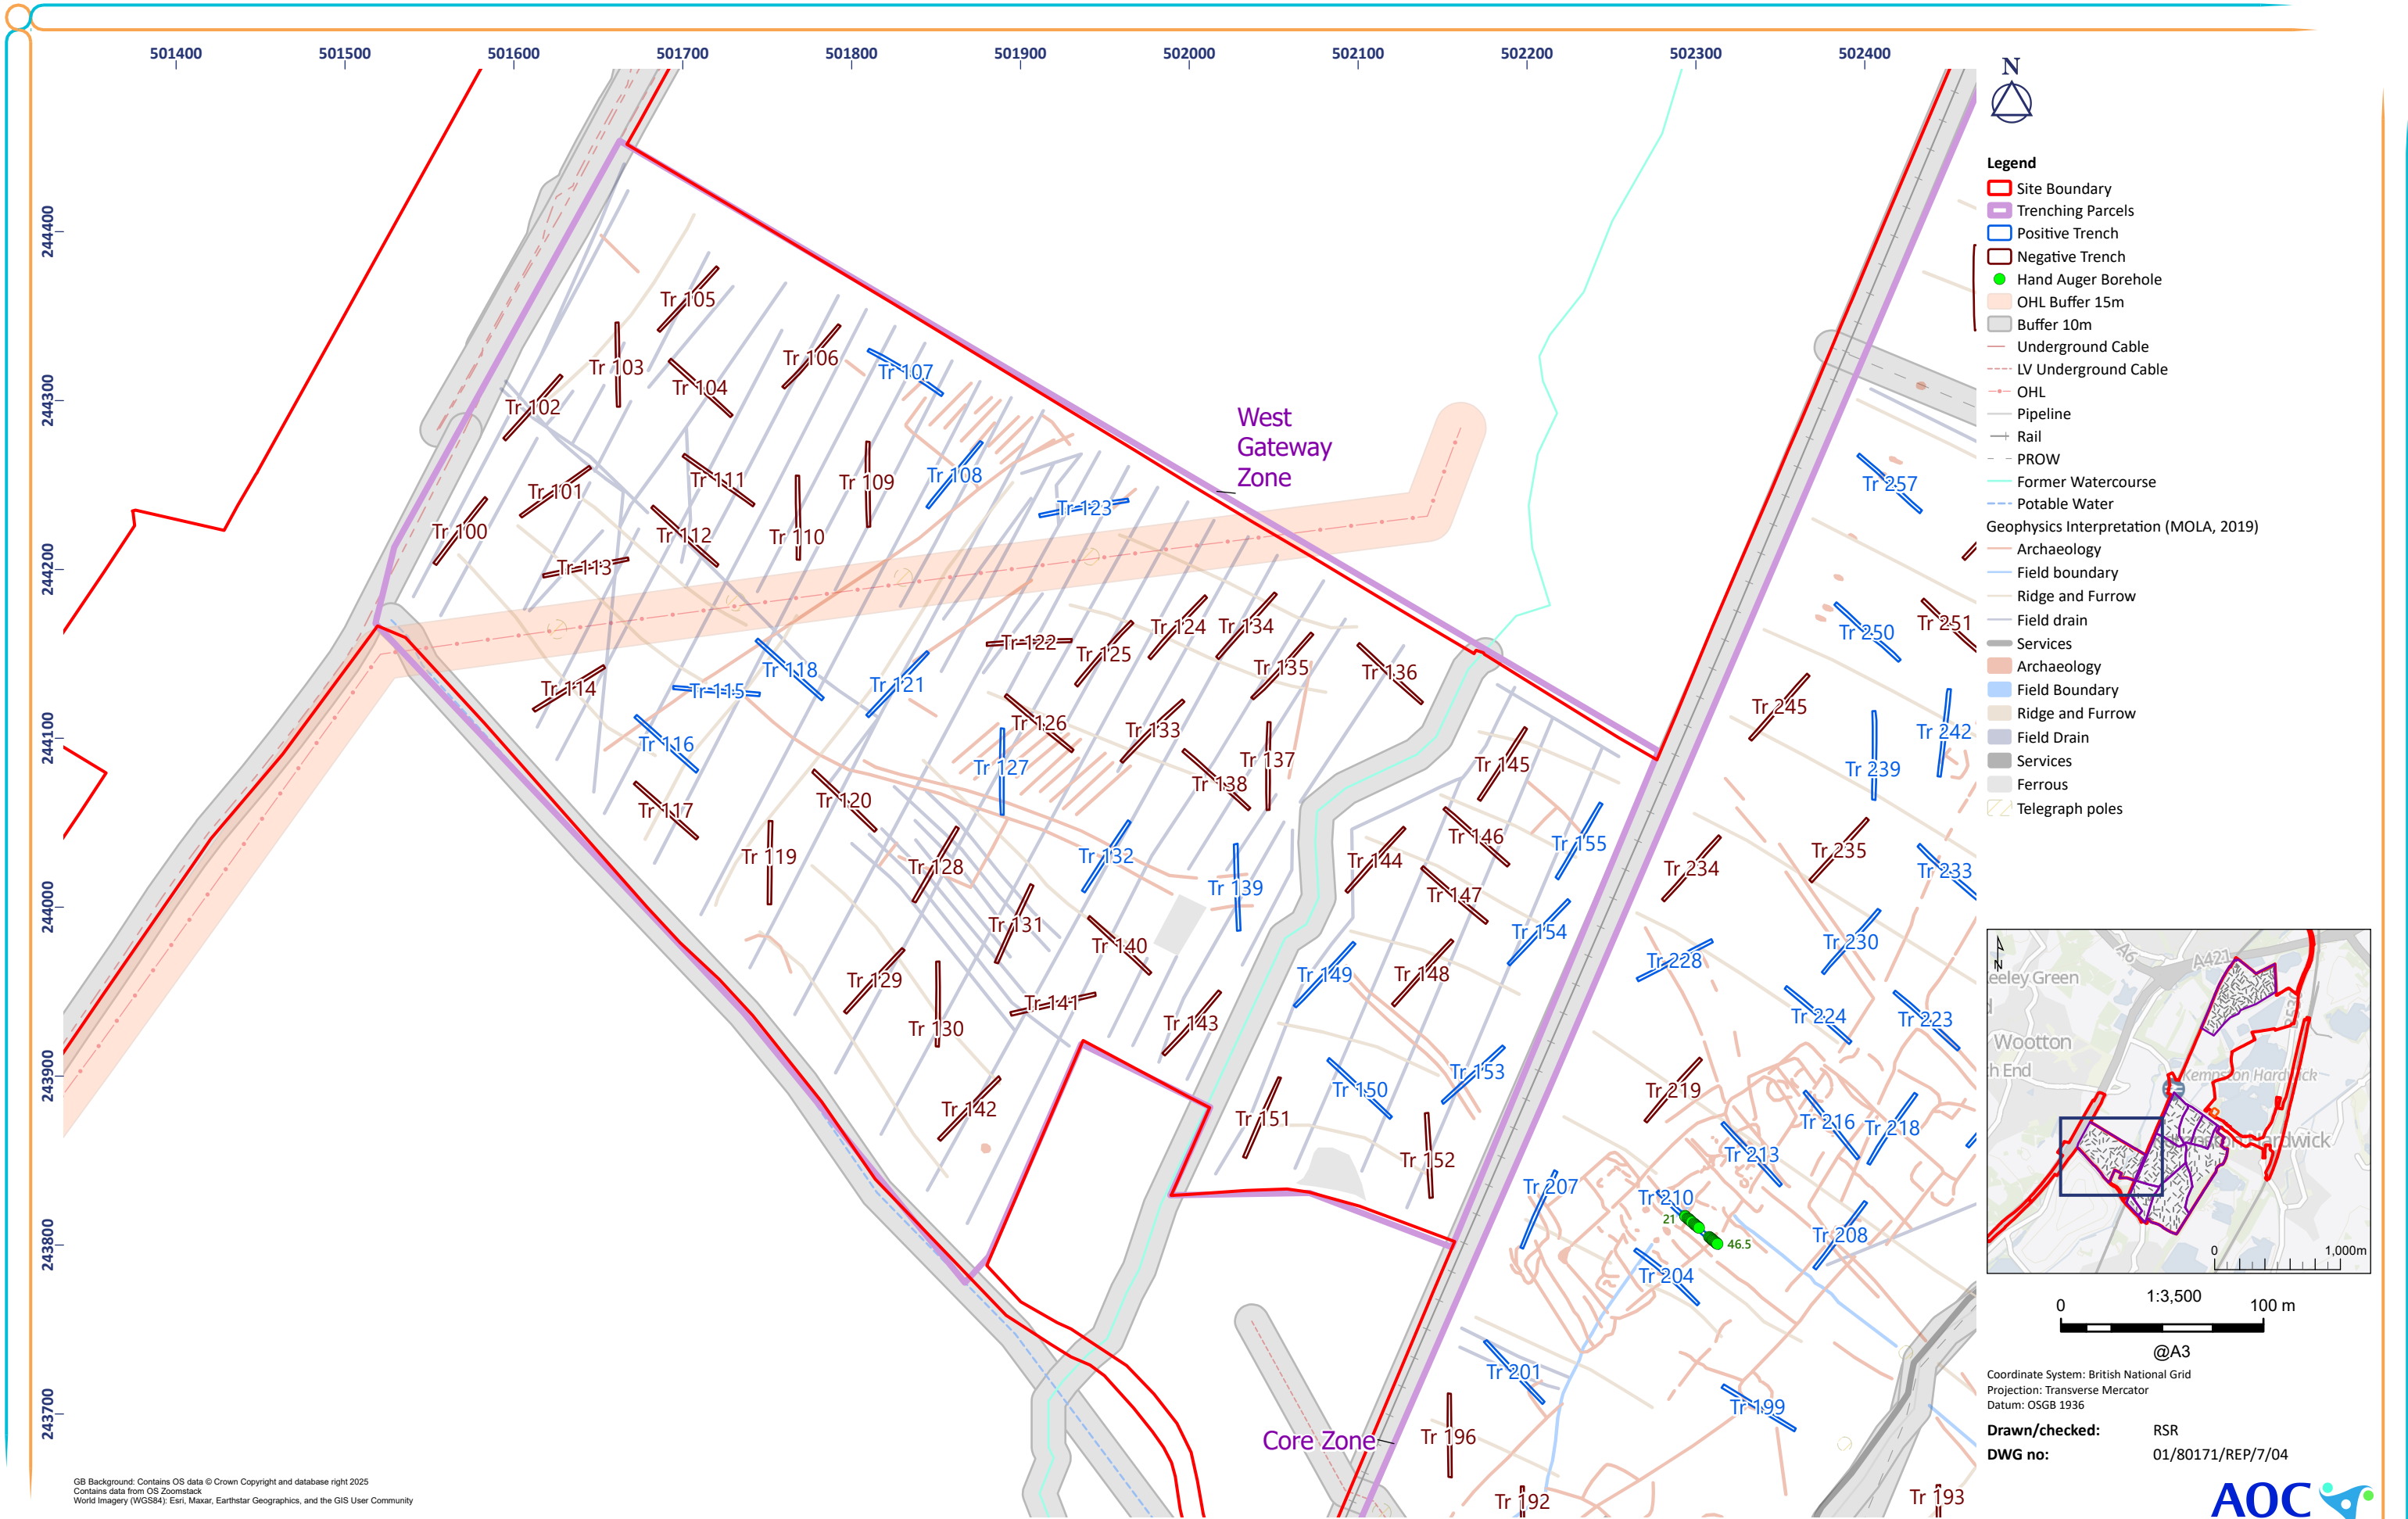 501400 501500 501600 501700 501800 501900 502000 502100 502200 502300 502400
244400
244300
244200
244100
244000
243900
243800
243700
Tr 105
Tr 103
Tr 106
Tr 107
Tr 104
Tr 102
Tr 101
Tr 111
Tr 109
Tr 108
Tr 123
Tr 100
Tr 112
Tr 110
Tr 113
West
Gateway
Zone
Tr 114
Tr 115
Tr 118
Tr 121
Tr 122
Tr 125
Tr 124
Tr 134
Tr 135
Tr 136
Tr 116
Tr 126
Tr 133
Tr 127
Tr 137
Tr 138
Tr 145
Tr 117
Tr 120
Tr 119
Tr 128
Tr 132
Tr 139
Tr 144
Tr 146
Tr 155
Tr 147
Tr 131
Tr 140
Tr 154
Tr 129
Tr 149
Tr 148
Tr 130
Tr 141
Tr 143
Tr 142
Tr 151
Tr 150
Tr 153
Tr 152
Tr 257
Tr 250
Tr 251
Tr 245
Tr 242
Tr 239
Tr 234
Tr 235
Tr 233
Tr 230
Tr 228
Tr 224
Tr 223
Tr 219
Tr 216
Tr 218
Tr 213
Tr 207
Tr 210
21
46.5
Tr 208
Tr 204
Tr 201
Tr 199
Tr 196
Core Zone
Tr 192
Tr 193
N
Legend
Site Boundary
Trenching Parcels
Positive Trench
Negative Trench
Hand Auger Borehole
OHL Buffer 15m
Buffer 10m
Underground Cable
LV Underground Cable
OHL
Pipeline
Rail
PROW
Former Watercourse
Potable Water
Geophysics Interpretation (MOLA, 2019)
Archaeology
Field boundary
Ridge and Furrow
Field drain
Services
Archaeology
Field Boundary
Ridge and Furrow
Field Drain
Services
Ferrous
Telegraph poles
N
A6
A421
eeley Green
Wootton
th End
Kempston Hardwick
Hardwick
0 1,000m
1:3,500
0 100 m
@A3
Coordinate System: British National Grid
Projection: Transverse Mercator
Datum: OSGB 1936
Drawn/checked: RSR
DWG no: 01/80171/REP/7/04
AOC
GB Background: Contains OS data © Crown Copyright and database right 2025
Contains data from OS Zoomstack
World Imagery (WGS84): Esri, Maxar, Earthstar Geographics, and the GIS User Community